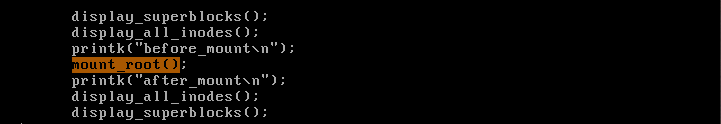 display_superblocks();
display_all_inodes();
printk("before_mount\n");
mount_root();
printk("after_mount\n");
display_all_inodes();
display_superblocks();